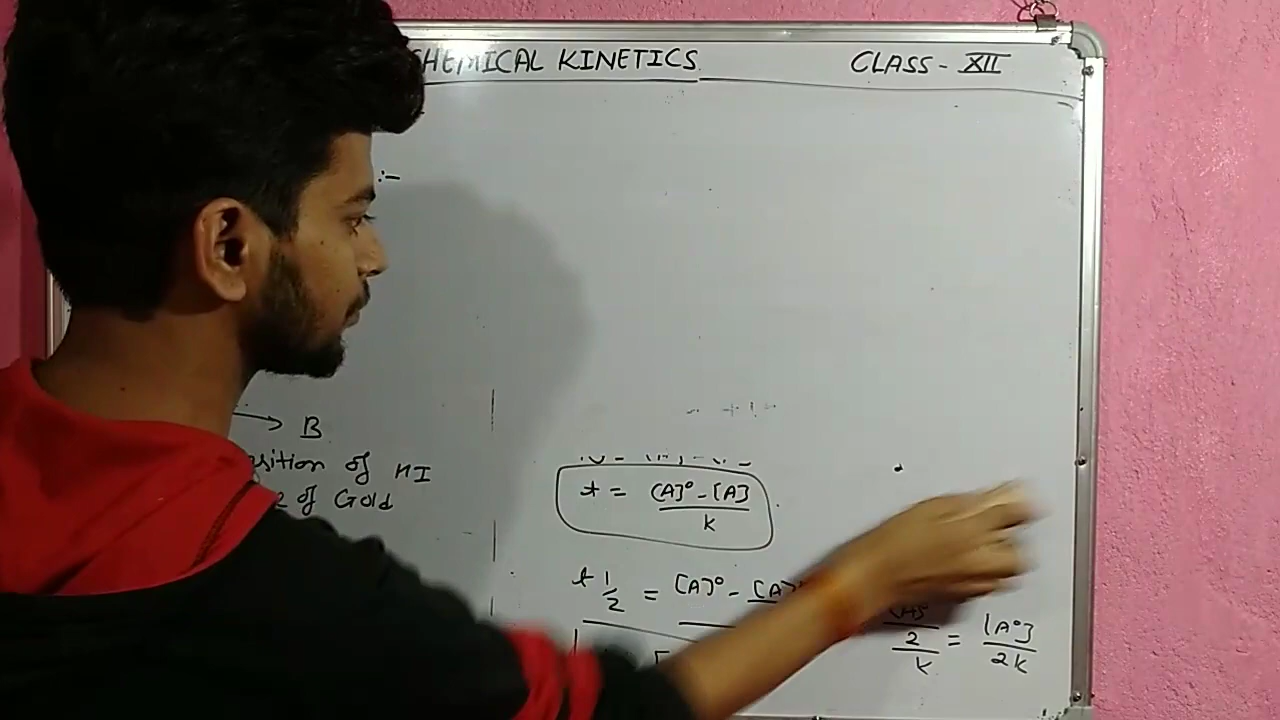 HEMICAL KINETICS CLASS - XII
:-
→ B
sition of HI
of Gold
t = [A]° - [A] / k
t 1/2 = [A]° - [A]
2 / k = [A°] / 2k